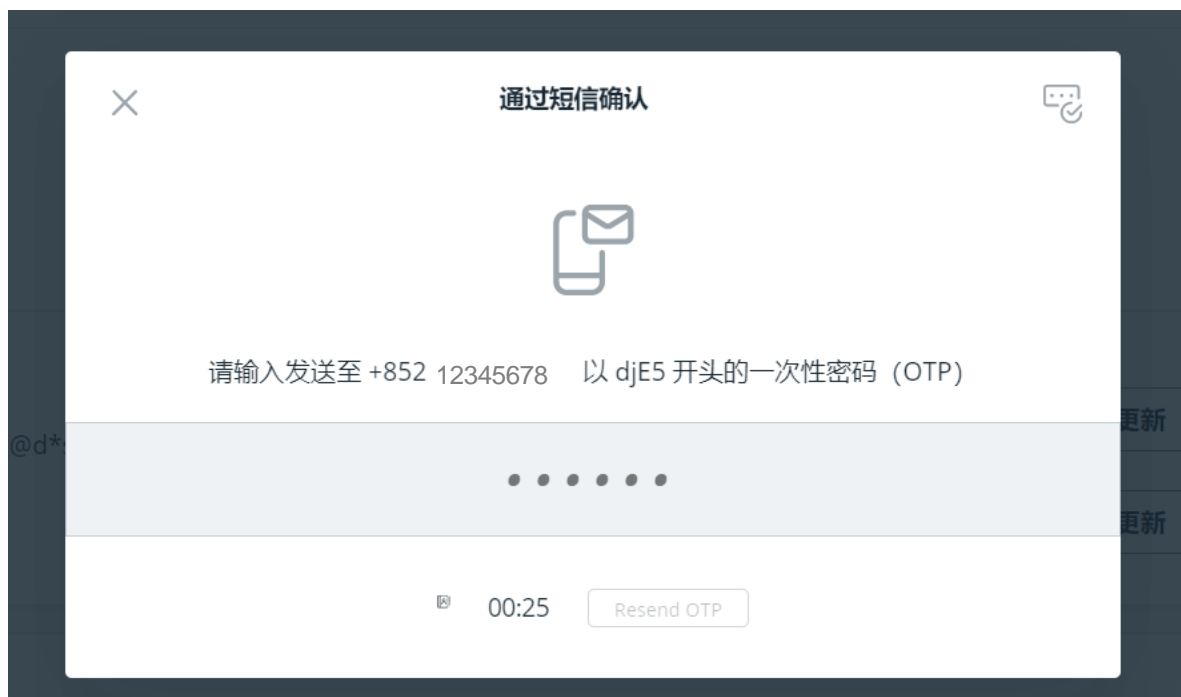 通过短信确认
请输入发送至 +852 12345678 以 djE5 开头的一次性密码（OTP）
更新
@d*
更新
00:25 Resend OTP